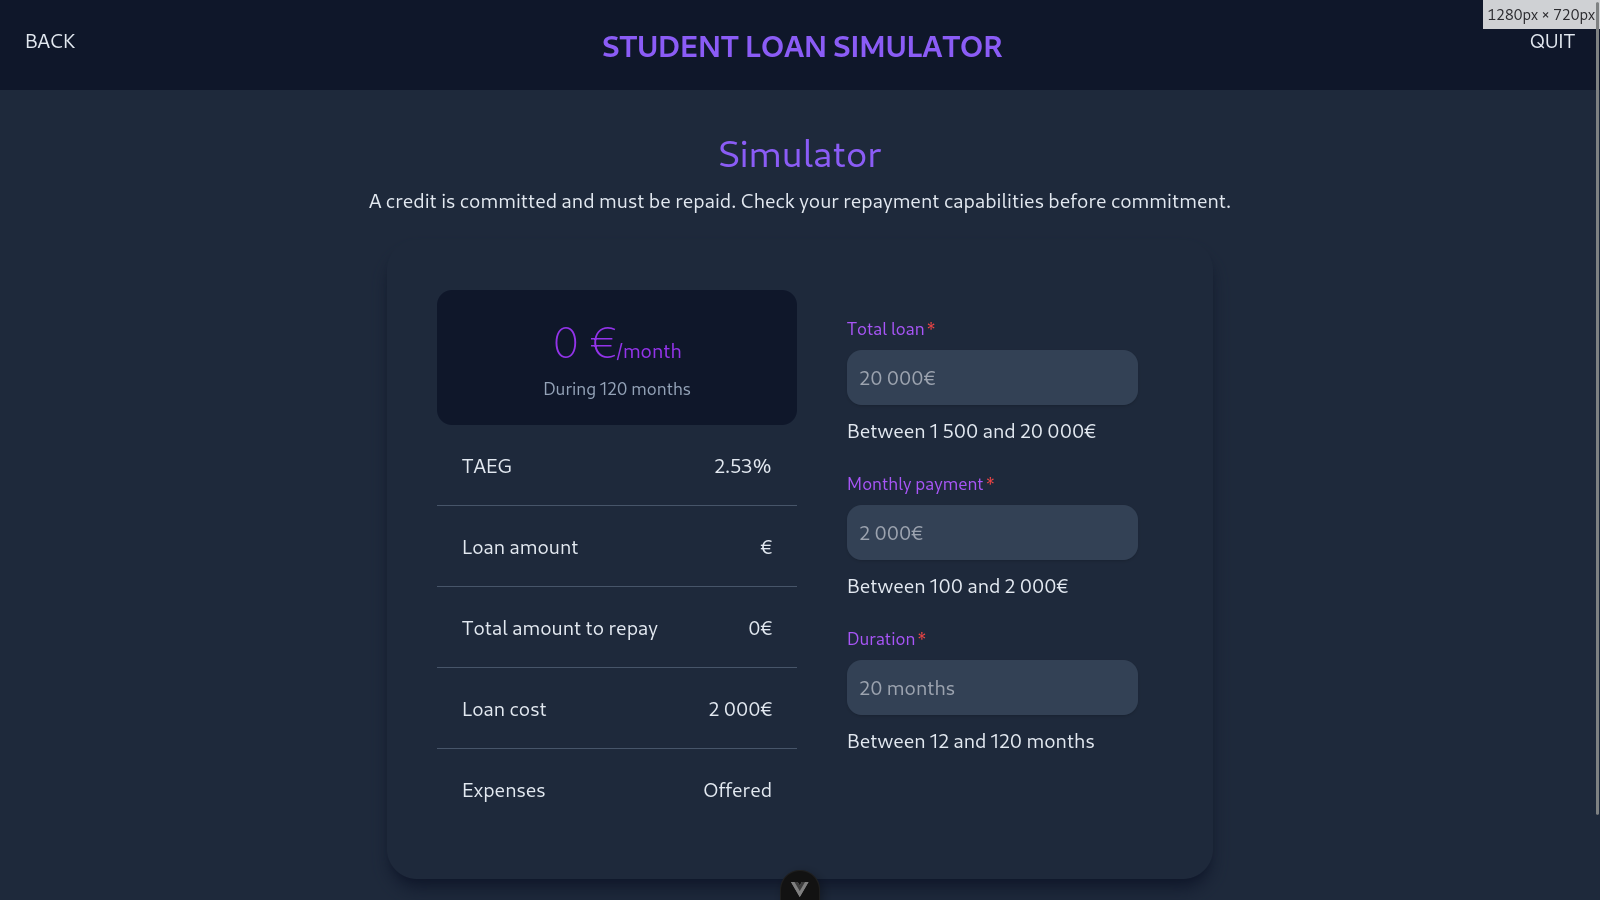 1280px × 720px
BACK
STUDENT LOAN SIMULATOR
QUIT
Simulator
A credit is committed and must be repaid. Check your repayment capabilities before commitment.
0 €/month
During 120 months
TAEG 2.53%
Loan amount €
Total amount to repay 0€
Loan cost 2 000€
Expenses Offered
Total loan*
20 000€
Between 1 500 and 20 000€
Monthly payment*
2 000€
Between 100 and 2 000€
Duration*
20 months
Between 12 and 120 months